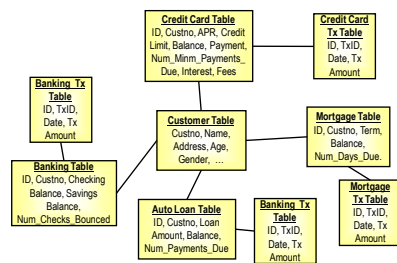 Credit Card Table
ID, Custno, APR, Credit
Limit, Balance, Payment,
Num_Minm_Payments_
Due, Interest, Fees
Credit Card
Tx Table
ID, TxID,
Date, Tx
Amount
Banking Tx
Table
ID, TxID,
Date, Tx
Amount
Customer Table
Custno, Name,
Address, Age,
Gender, ...
Mortgage Table
ID, Custno, Term,
Balance,
Num_Days_Due.
Banking Table
ID, Custno, Checking
Balance, Savings
Balance,
Num_Checks_Bounced
Auto Loan Table
ID, Custno, Loan
Amount, Balance,
Num_Payments_Due
Banking_Tx
Table
ID, TxID,
Date, Tx
Amount
Mortgage
Tx Table
ID, TxID,
Date, Tx
Amount